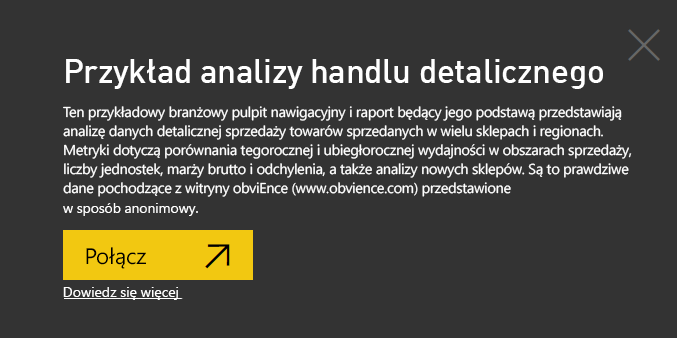 Przykład analizy handlu detalicznego
Ten przykładowy branżowy pulpit nawigacyjny i raport będący jego podstawą przedstawiają
analizę danych detalicznej sprzedaży towarów sprzedanych w wielu sklepach i regionach.
Metryki dotyczą porównania tegorocznej i ubiegłorocznej wydajności w obszarach sprzedaży,
liczby jednostek, marży brutto i odchylenia, a także analizy nowych sklepów. Są to prawdziwe
dane pochodzące z witryny obviEnce (www.obvience.com) przedstawione
w sposób anonimowy.
Połącz
Dowiedz się więcej